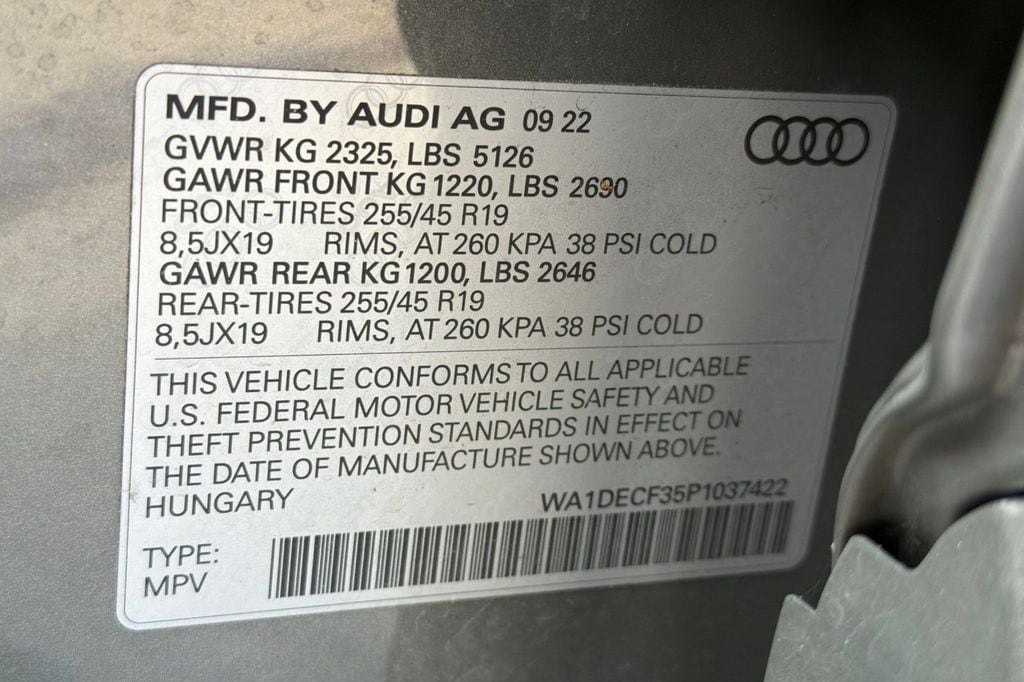 MFD. BY AUDI AG 09 22
GVWR KG 2325, LBS 5126
GAWR FRONT KG 1220, LBS 2690
FRONT-TIRES 255/45 R19
8,5JX19 RIMS, AT 260 KPA 38 PSI COLD
GAWR REAR KG 1200, LBS 2646
REAR-TIRES 255/45 R19
8,5JX19 RIMS, AT 260 KPA 38 PSI COLD
THIS VEHICLE CONFORMS TO ALL APPLICABLE
U.S. FEDERAL MOTOR VEHICLE SAFETY AND
THEFT PREVENTION STANDARDS IN EFFECT ON
THE DATE OF MANUFACTURE SHOWN ABOVE.
HUNGARY WA1DECF35P1037422
TYPE:
MPV